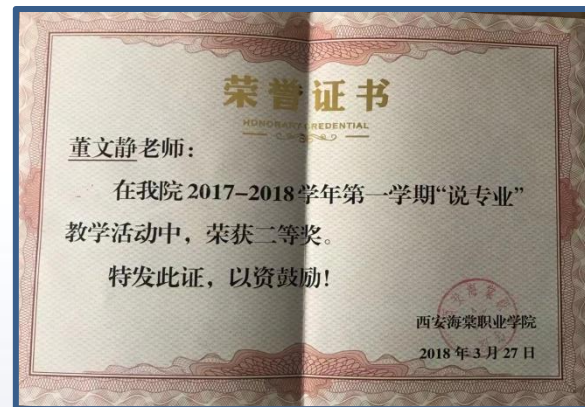 荣誉证书
HONORARY CREDENTIAL
董文静老师：
在我院2017-2018学年第一学期“说专业”
教学活动中，荣获二等奖。
特发此证，以资鼓励！
西安海棠职业学院
2018年3月27日